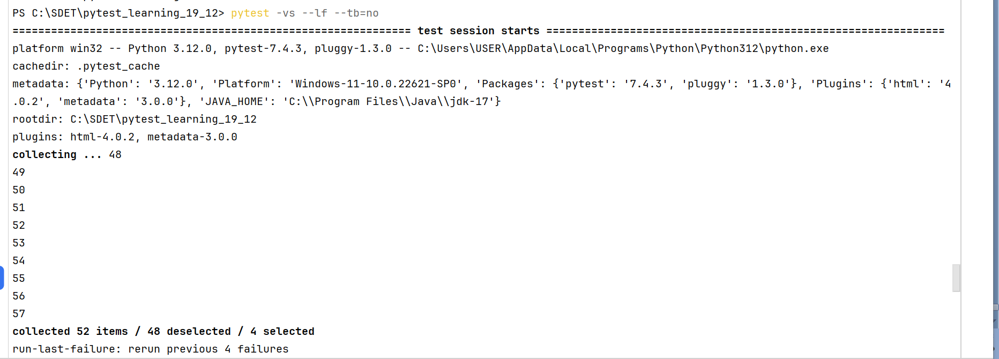 PS C:\SDET\pytest_learning_19_12> pytest -vs --lf --tb=no
============================================================== test session starts ==============================================================
platform win32 -- Python 3.12.0, pytest-7.4.3, pluggy-1.3.0 -- C:\Users\USER\AppData\Local\Programs\Python\Python312\python.exe
cachedir: .pytest_cache
metadata: {'Python': '3.12.0', 'Platform': 'Windows-11-10.0.22621-SP0', 'Packages': {'pytest': '7.4.3', 'pluggy': '1.3.0'}, 'Plugins': {'html': '4
.0.2', 'metadata': '3.0.0'}, 'JAVA_HOME': 'C:\\Program Files\\Java\\jdk-17'}
rootdir: C:\SDET\pytest_learning_19_12
plugins: html-4.0.2, metadata-3.0.0
collecting ... 48
49
50
51
52
53
54
55
56
57
collected 52 items / 48 deselected / 4 selected
run-last-failure: rerun previous 4 failures